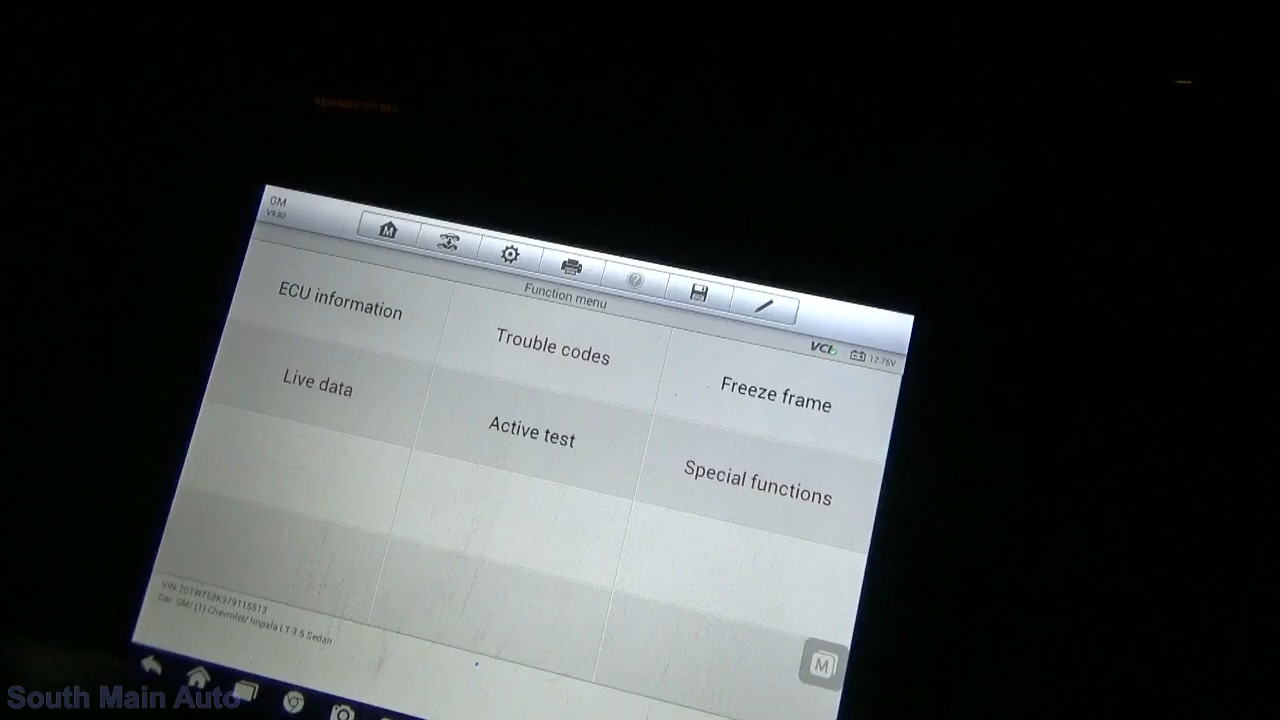 GM
V9.80
M
Function menu
VCI
12.75V
ECU information
Trouble codes
Freeze frame
Live data
Active test
Special functions
Car: GM/ (1) Chevrolet/ Impala LT 3.5 Sedan
M
South Main Auto